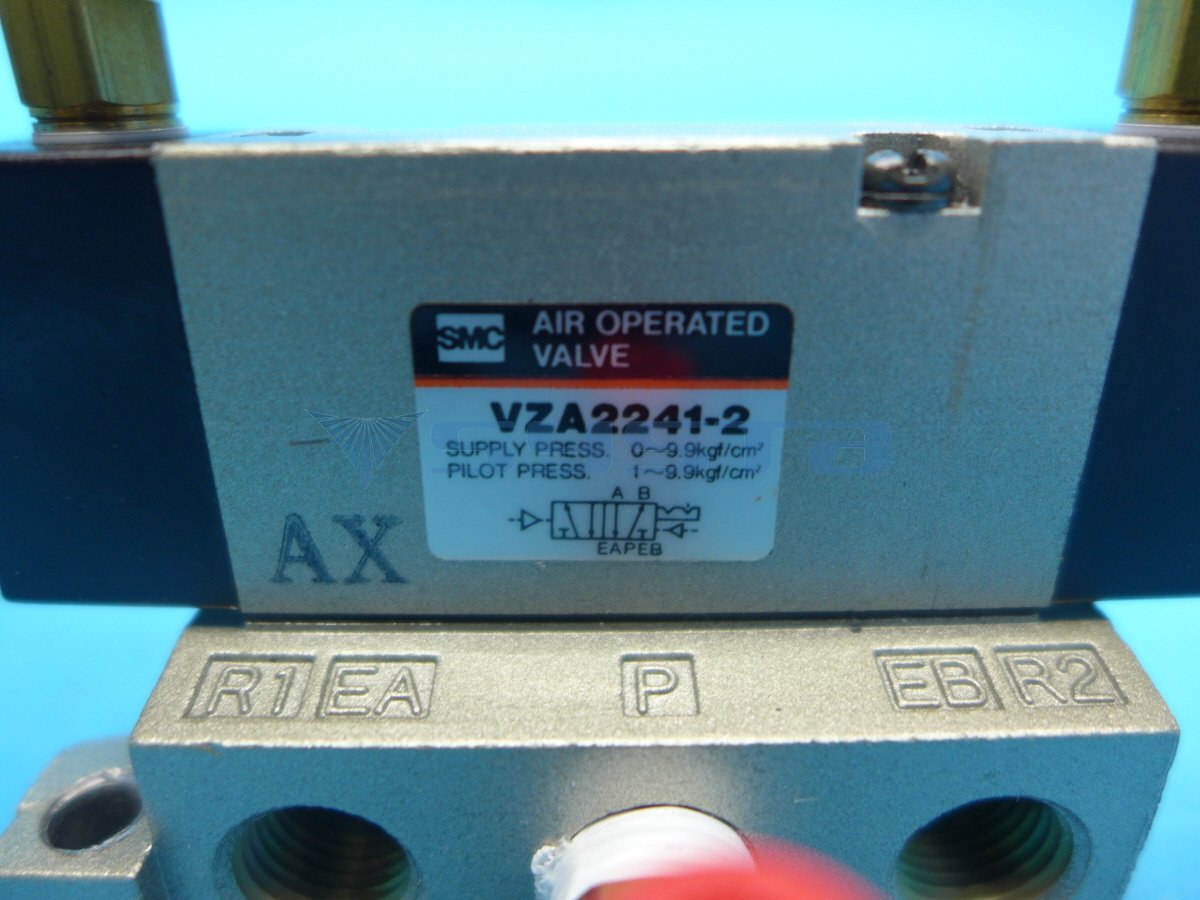 SMC
AIR OPERATED
VALVE
VZA2241-2
SUPPLY PRESS. 0~9.9kgf/cm²
PILOT PRESS. 1~9.9kgf/cm²
A B
EAPEB
AX
R1 EA P EB R2